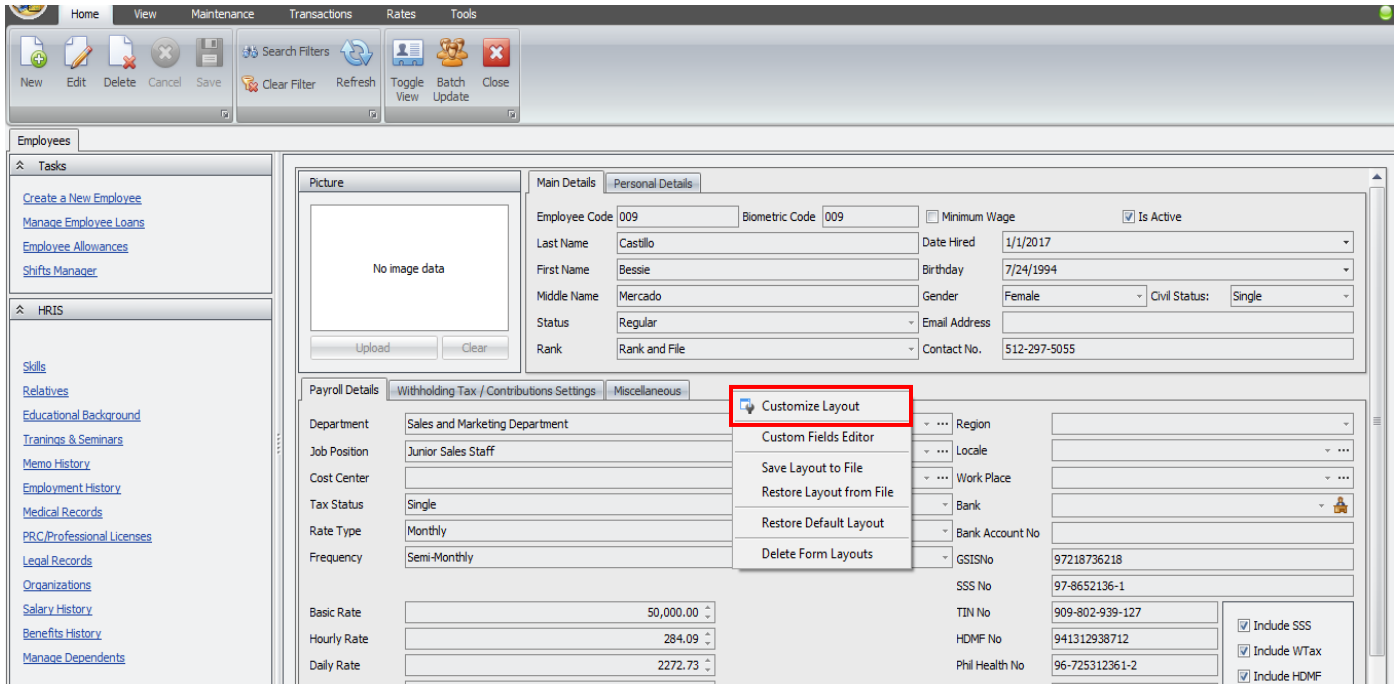 Home View Maintenance Transactions Rates Tools
New Edit Delete Cancel Save
Search Filters
Clear Filter
Refresh
Toggle View
Batch Update
Close
Employees
Tasks
Create a New Employee
Manage Employee Loans
Employee Allowances
Shifts Manager
HRIS
Skills
Relatives
Educational Background
Tranings & Seminars
Memo History
Employment History
Medical Records
PRC/Professional Licenses
Legal Records
Organizations
Salary History
Benefits History
Manage Dependents
Picture
No image data
Upload Clear
Main Details Personal Details
Employee Code 009 Biometric Code 009 Minimum Wage Is Active
Last Name Castillo Date Hired 1/1/2017
First Name Bessie Birthday 7/24/1994
Middle Name Mercado Gender Female Civil Status: Single
Status Regular Email Address
Rank Rank and File Contact No. 512-297-5055
Payroll Details Withholding Tax / Contributions Settings Miscellaneous
Department Sales and Marketing Department
Job Position Junior Sales Staff
Cost Center
Tax Status Single
Rate Type Monthly
Frequency Semi-Monthly
Basic Rate 50,000.00
Hourly Rate 284.09
Daily Rate 2272.73
Customize Layout
Custom Fields Editor
Save Layout to File
Restore Layout from File
Restore Default Layout
Delete Form Layouts
Region
Locale
Work Place
Bank
Bank Account No
GSISNo 97218736218
SSS No 97-8652136-1
TIN No 909-802-939-127
HDMF No 941312938712
Phil Health No 96-725312361-2
Include SSS
Include WTax
Include HDMF